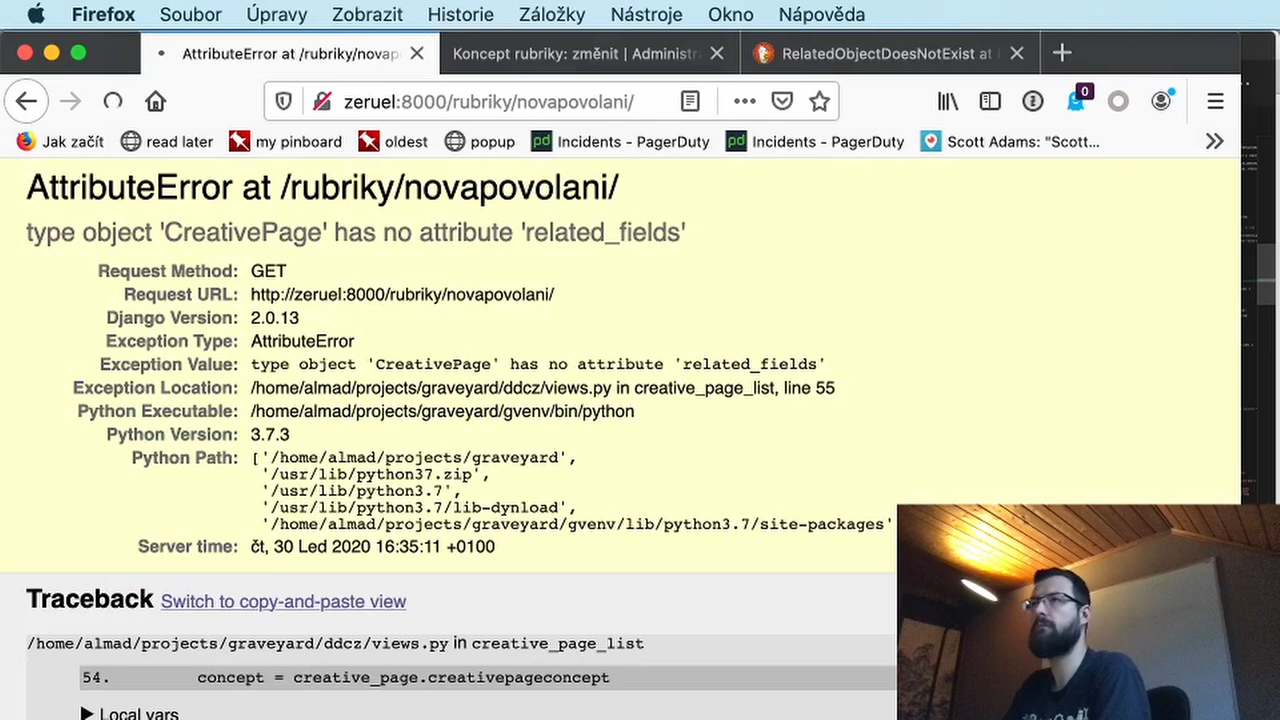 Firefox Soubor Úpravy Zobrazit Historie Záložky Nástroje Okno Nápověda
AttributeError at /rubriky/novap Koncept rubriky: změnit | Administr RelatedObjectDoesNotExist at
zeruel:8000/rubriky/novapovolani/
0
Jak začít read later my pinboard oldest popup pd Incidents - PagerDuty pd Incidents - PagerDuty Scott Adams: "Scott...
AttributeError at /rubriky/novapovolani/
type object 'CreativePage' has no attribute 'related_fields'
Request Method: GET
Request URL: http://zeruel:8000/rubriky/novapovolani/
Django Version: 2.0.13
Exception Type: AttributeError
Exception Value: type object 'CreativePage' has no attribute 'related_fields'
Exception Location: /home/almad/projects/graveyard/ddcz/views.py in creative_page_list, line 55
Python Executable: /home/almad/projects/graveyard/gvenv/bin/python
Python Version: 3.7.3
Python Path: ['/home/almad/projects/graveyard',
'/usr/lib/python37.zip',
'/usr/lib/python3.7',
'/usr/lib/python3.7/lib-dynload',
'/home/almad/projects/graveyard/gvenv/lib/python3.7/site-packages'
Server time: čt, 30 Led 2020 16:35:11 +0100
Traceback Switch to copy-and-paste view
/home/almad/projects/graveyard/ddcz/views.py in creative_page_list
54. concept = creative_page.creativepageconcept
Local vars